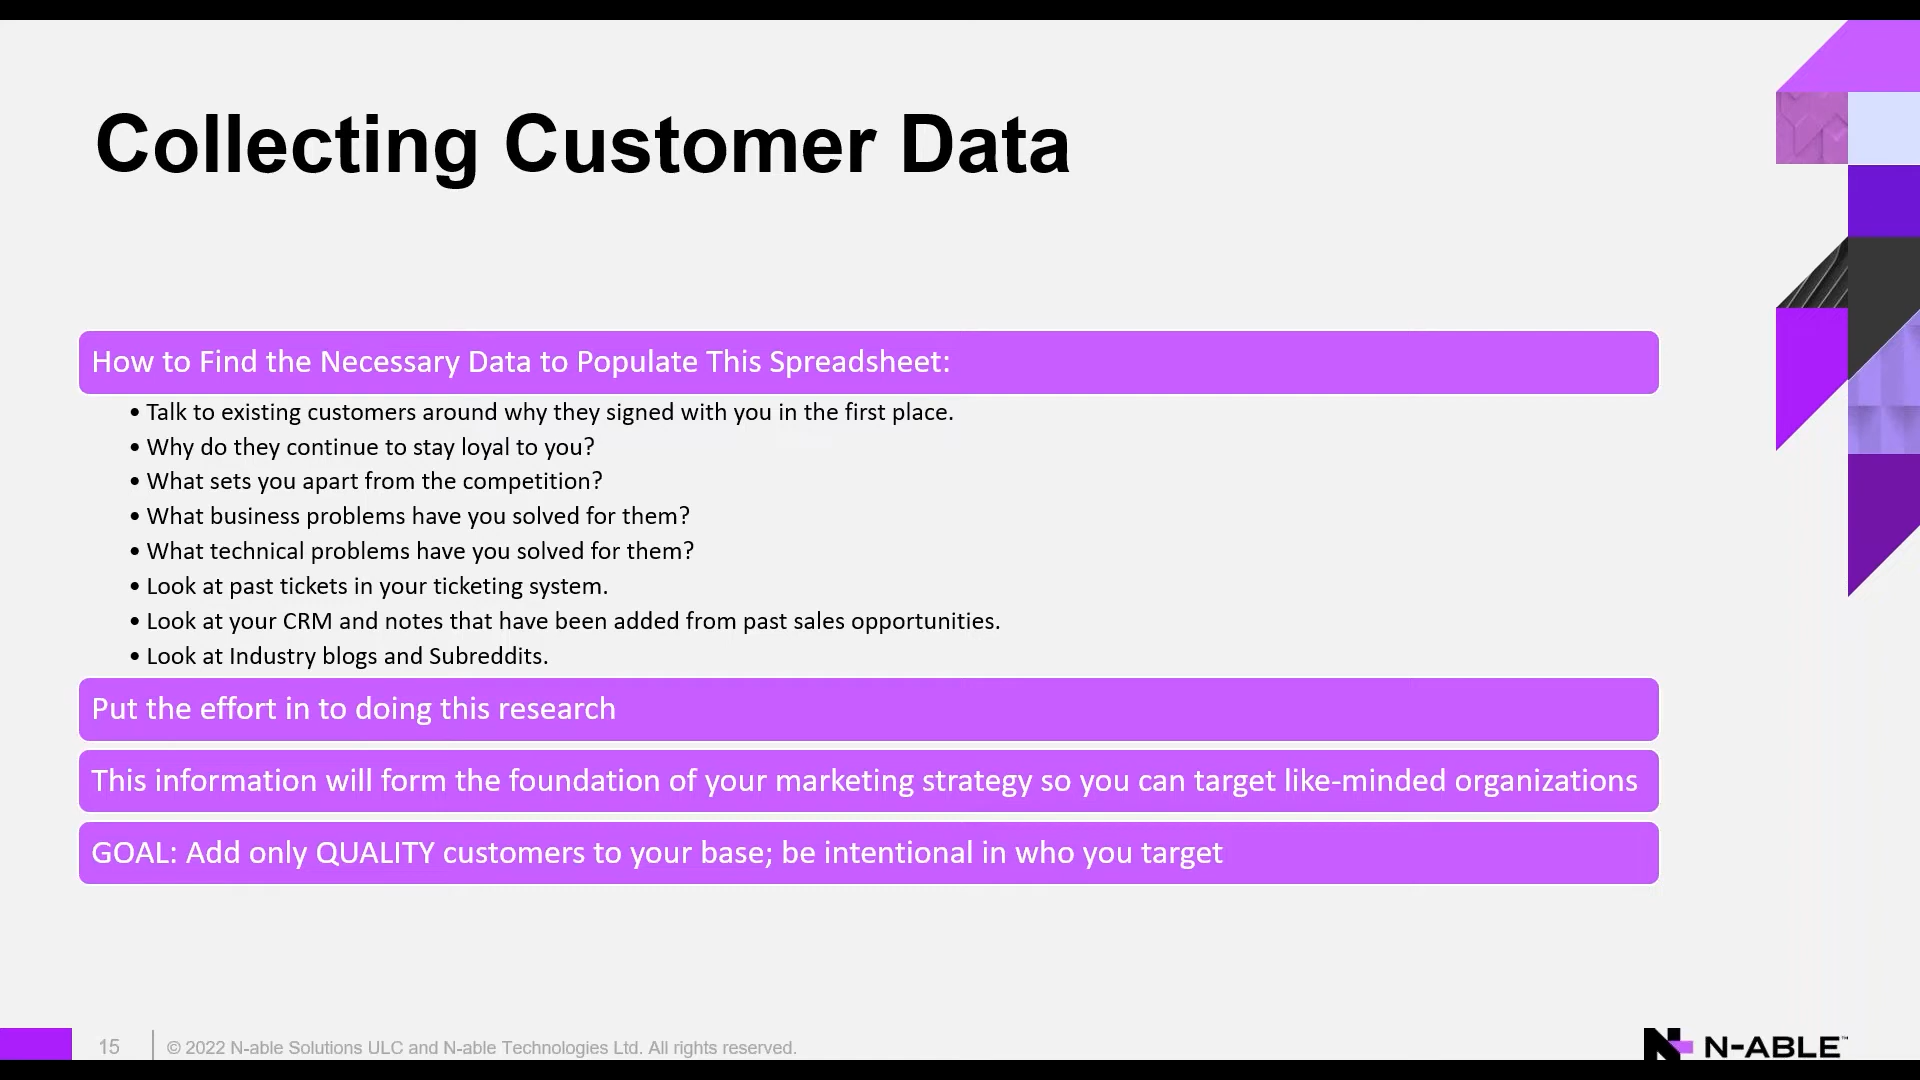 Collecting Customer Data
How to Find the Necessary Data to Populate This Spreadsheet:
• Talk to existing customers around why they signed with you in the first place.
• Why do they continue to stay loyal to you?
• What sets you apart from the competition?
• What business problems have you solved for them?
• What technical problems have you solved for them?
• Look at past tickets in your ticketing system.
• Look at your CRM and notes that have been added from past sales opportunities.
• Look at Industry blogs and Subreddits.
Put the effort in to doing this research
This information will form the foundation of your marketing strategy so you can target like-minded organizations
GOAL: Add only QUALITY customers to your base; be intentional in who you target
15
© 2022 N-able Solutions ULC and N-able Technologies Ltd. All rights reserved.
N-ABLE™